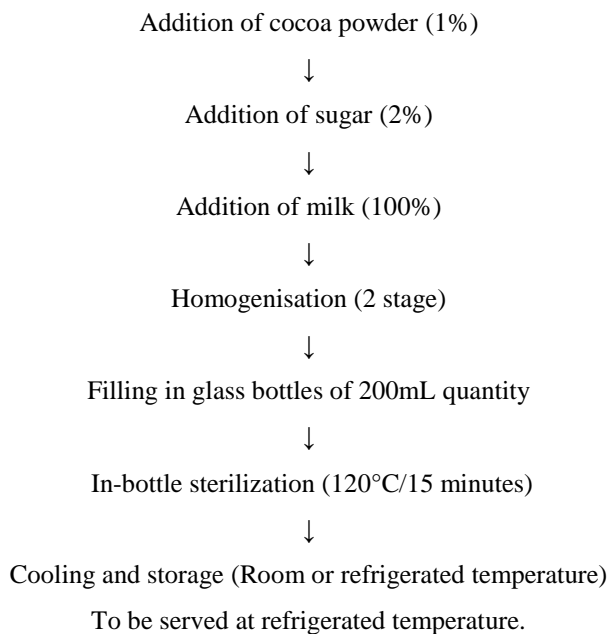 Addition of cocoa powder (1%)
↓
Addition of sugar (2%)
↓
Addition of milk (100%)
↓
Homogenisation (2 stage)
↓
Filling in glass bottles of 200mL quantity
↓
In-bottle sterilization (120°C/15 minutes)
↓
Cooling and storage (Room or refrigerated temperature)
To be served at refrigerated temperature.